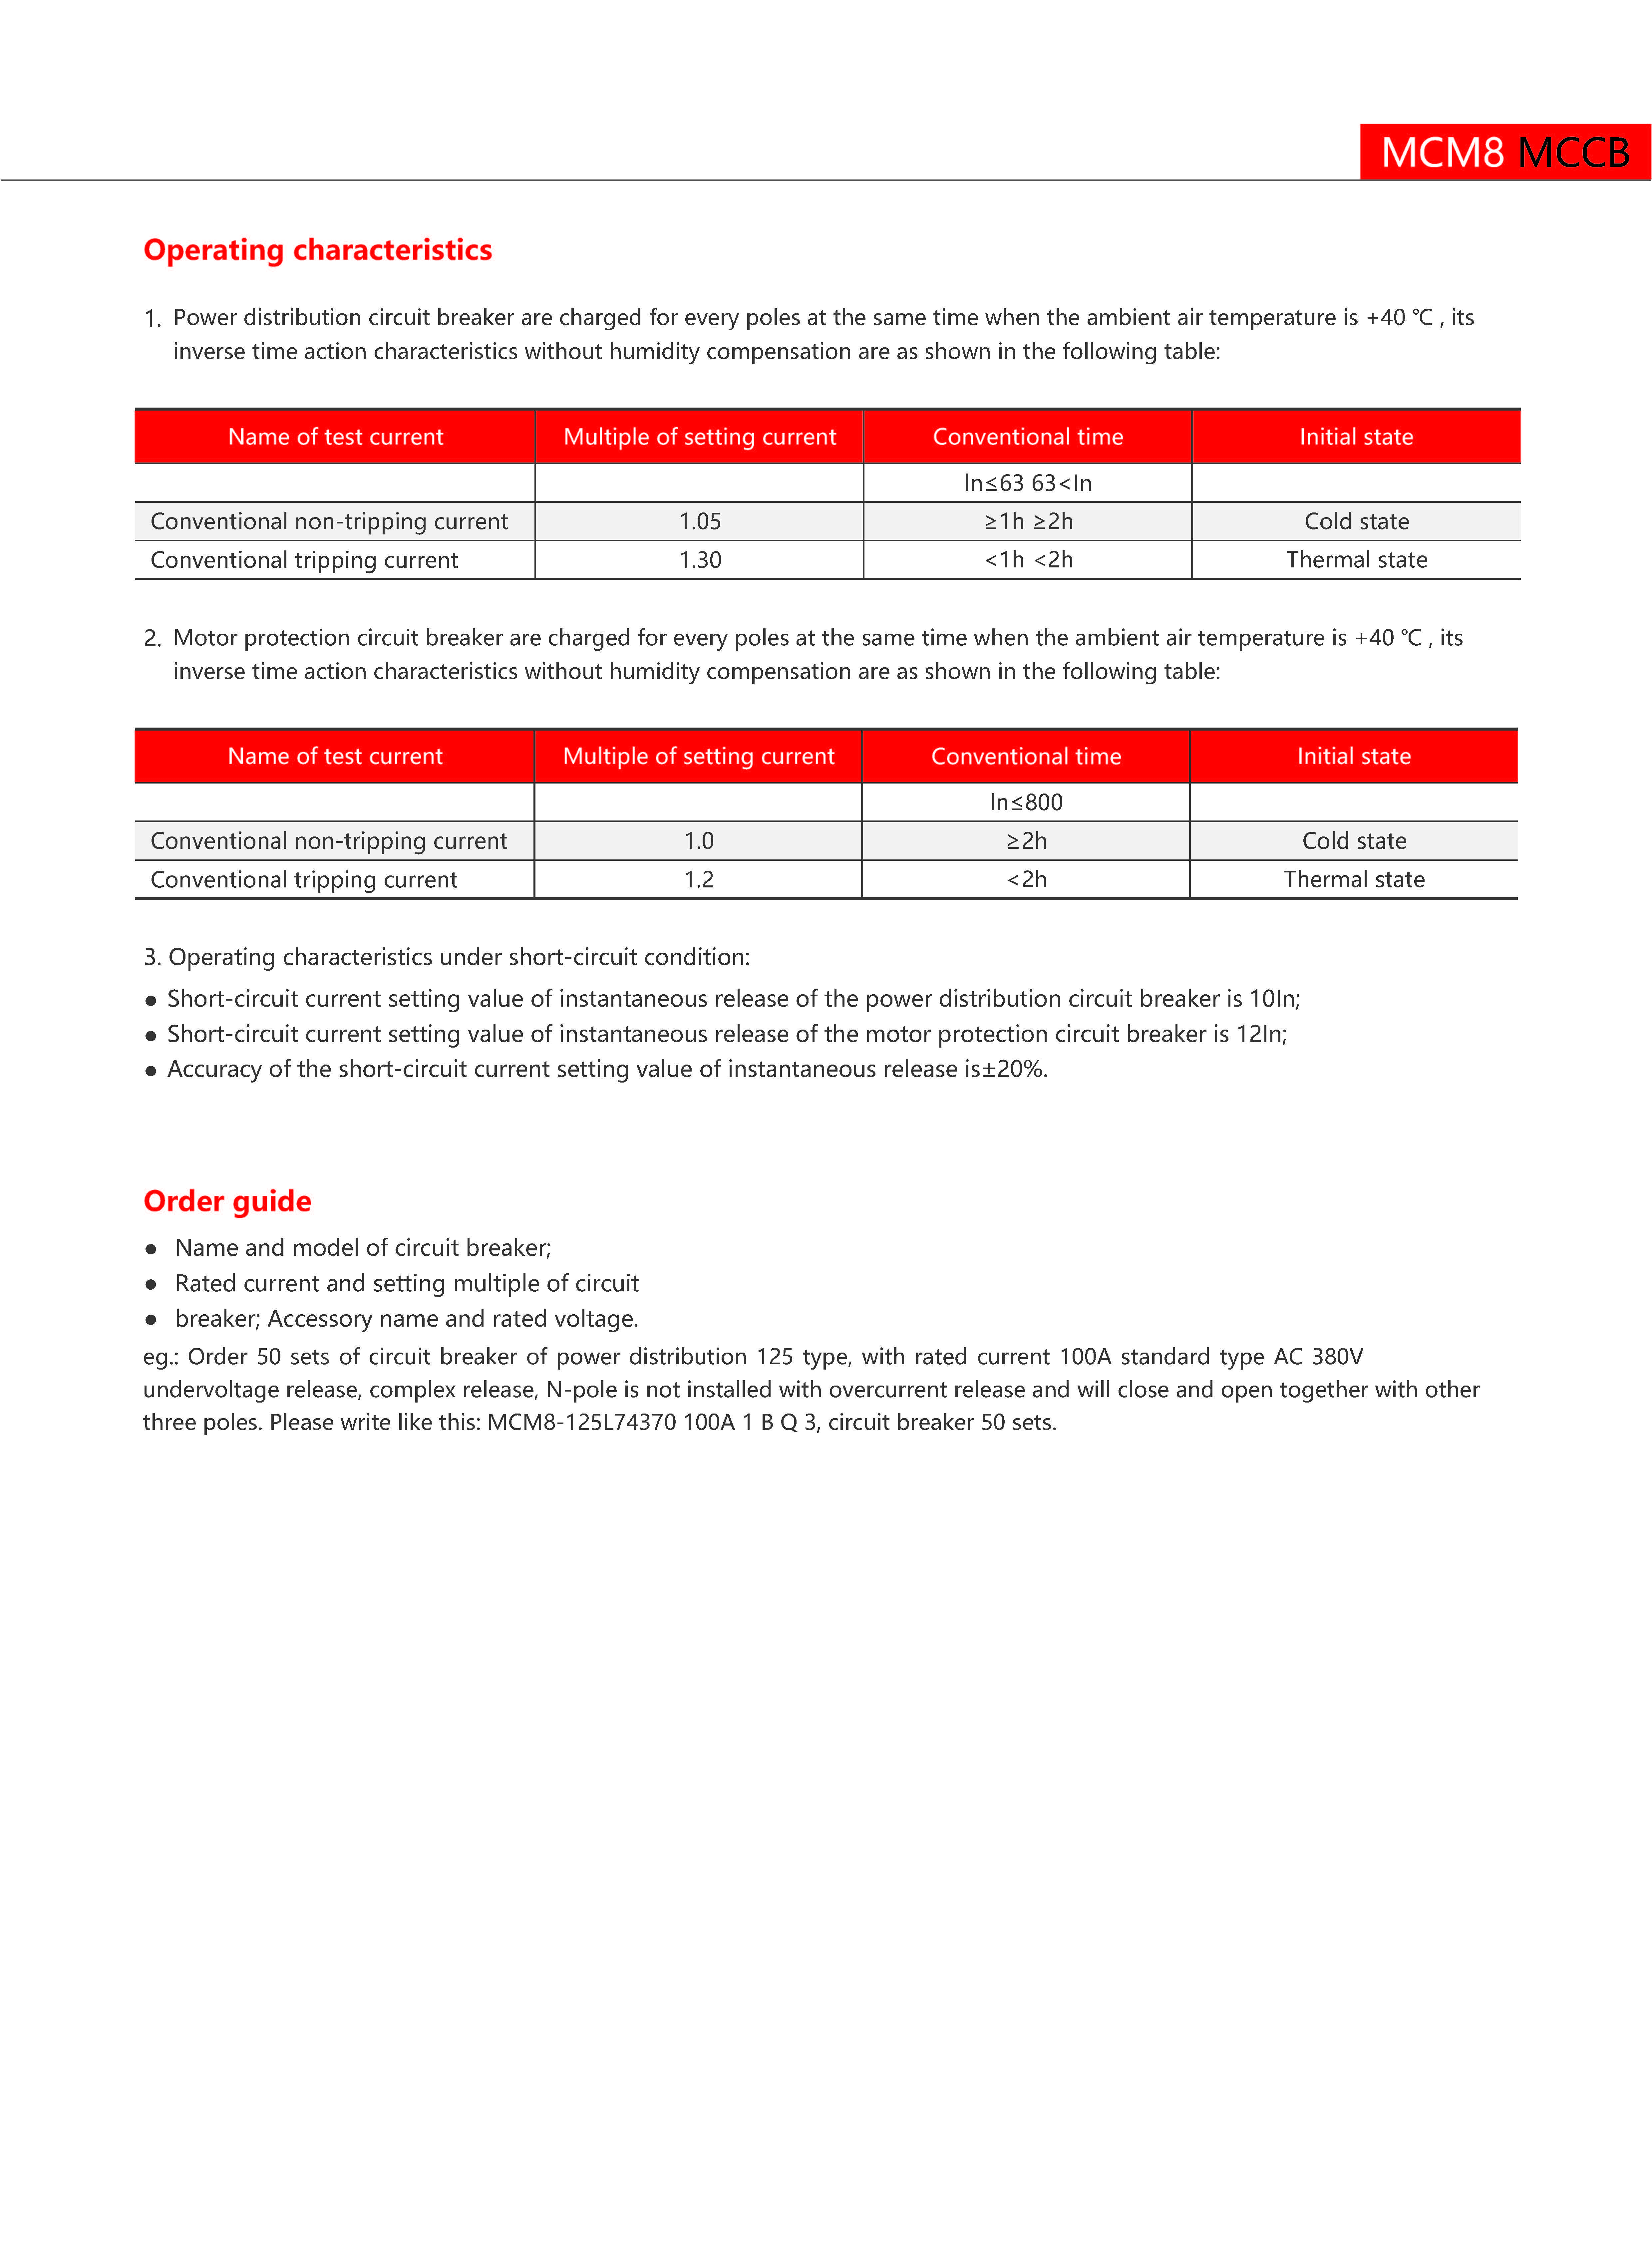 MCM8 MCCB
Operating characteristics
1. Power distribution circuit breaker are charged for every poles at the same time when the ambient air temperature is +40 ℃ , its
inverse time action characteristics without humidity compensation are as shown in the following table:
Name of test current Multiple of setting current Conventional time Initial state
In≤63 63<In
Conventional non-tripping current 1.05 ≥1h ≥2h Cold state
Conventional tripping current 1.30 <1h <2h Thermal state
2. Motor protection circuit breaker are charged for every poles at the same time when the ambient air temperature is +40 ℃ , its
inverse time action characteristics without humidity compensation are as shown in the following table:
Name of test current Multiple of setting current Conventional time Initial state
In≤800
Conventional non-tripping current 1.0 ≥2h Cold state
Conventional tripping current 1.2 <2h Thermal state
3. Operating characteristics under short-circuit condition:
● Short-circuit current setting value of instantaneous release of the power distribution circuit breaker is 10In;
● Short-circuit current setting value of instantaneous release of the motor protection circuit breaker is 12In;
● Accuracy of the short-circuit current setting value of instantaneous release is±20%.
Order guide
● Name and model of circuit breaker;
● Rated current and setting multiple of circuit
● breaker; Accessory name and rated voltage.
eg.: Order 50 sets of circuit breaker of power distribution 125 type, with rated current 100A standard type AC 380V
undervoltage release, complex release, N-pole is not installed with overcurrent release and will close and open together with other
three poles. Please write like this: MCM8-125L74370 100A 1 B Q 3, circuit breaker 50 sets.